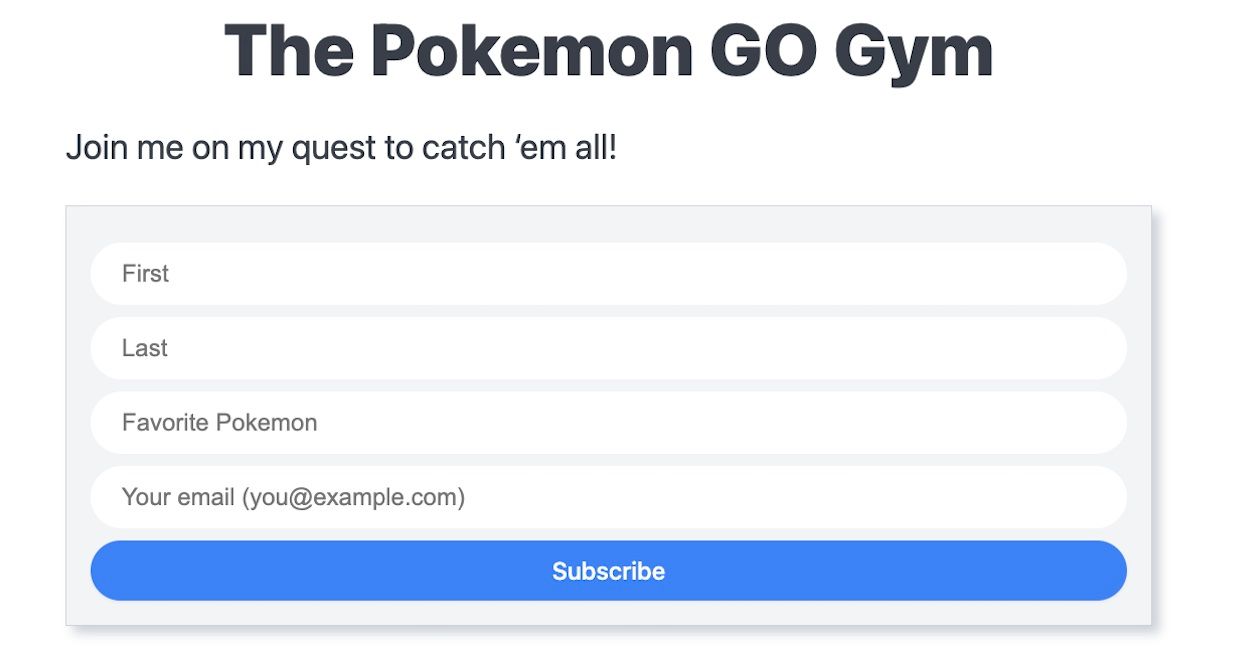 The Pokemon GO Gym
Join me on my quest to catch ‘em all!
First
Last
Favorite Pokemon
Your email (you@example.com)
Subscribe